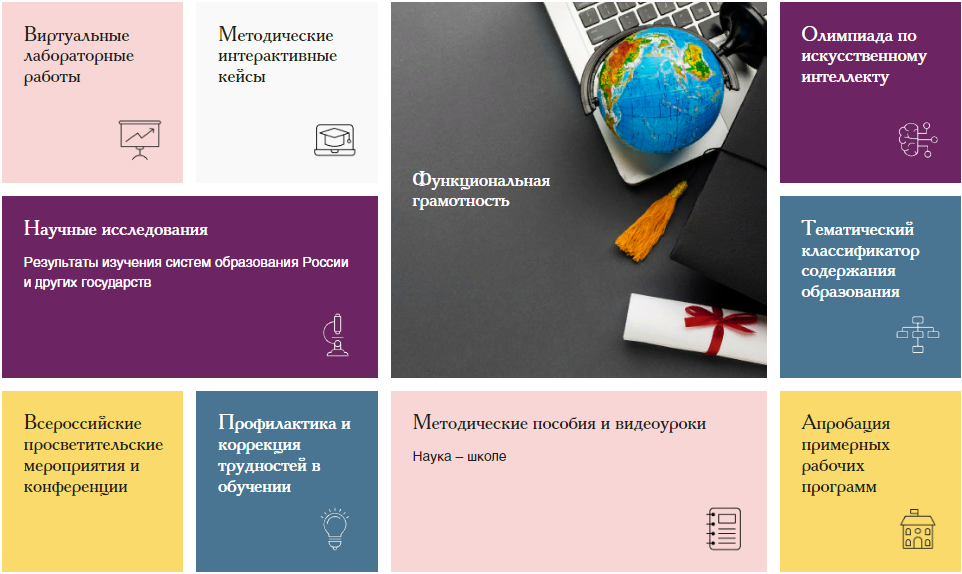 Виртуальные
лабораторные
работы
Методические
интерактивные
кейсы
Функциональная
грамотность
Олимпиада по
искусственному
интеллекту
Научные исследования
Результаты изучения систем образования России
и других государств
Тематический
классификатор
содержания
образования
Всероссийские
просветительские
мероприятия и
конференции
Профилактика и
коррекция
трудностей в
обучении
Методические пособия и видеоуроки
Наука – школе
Апробация
примерных
рабочих
программ